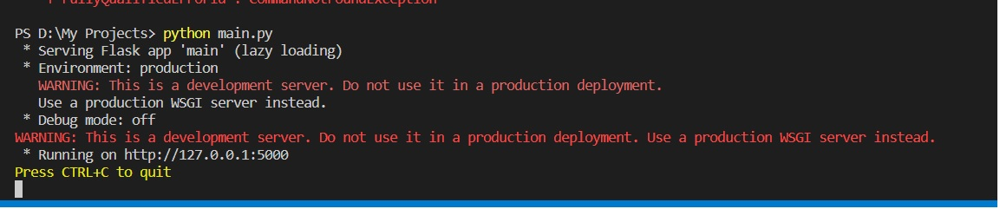 + FullyQualifiedErrorId : CommandNotFoundException
PS D:\My Projects> python main.py
* Serving Flask app 'main' (lazy loading)
* Environment: production
WARNING: This is a development server. Do not use it in a production deployment.
Use a production WSGI server instead.
* Debug mode: off
WARNING: This is a development server. Do not use it in a production deployment. Use a production WSGI server instead.
* Running on http://127.0.0.1:5000
Press CTRL+C to quit